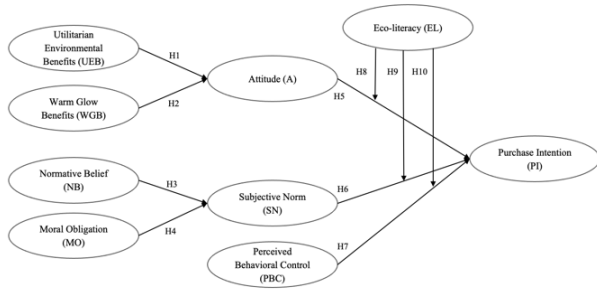 Eco-literacy (EL)
Utilitarian
Environmental
Benefits (UEB)
H1
H8
H9
H10
Attitude (A)
H2
H5
Warm Glow
Benefits (WGB)
Purchase Intention
(PI)
Normative Belief
(NB)
H3
Subjective Norm
(SN)
H6
H4
Moral Obligation
(MO)
H7
Perceived
Behavioral Control
(PBC)